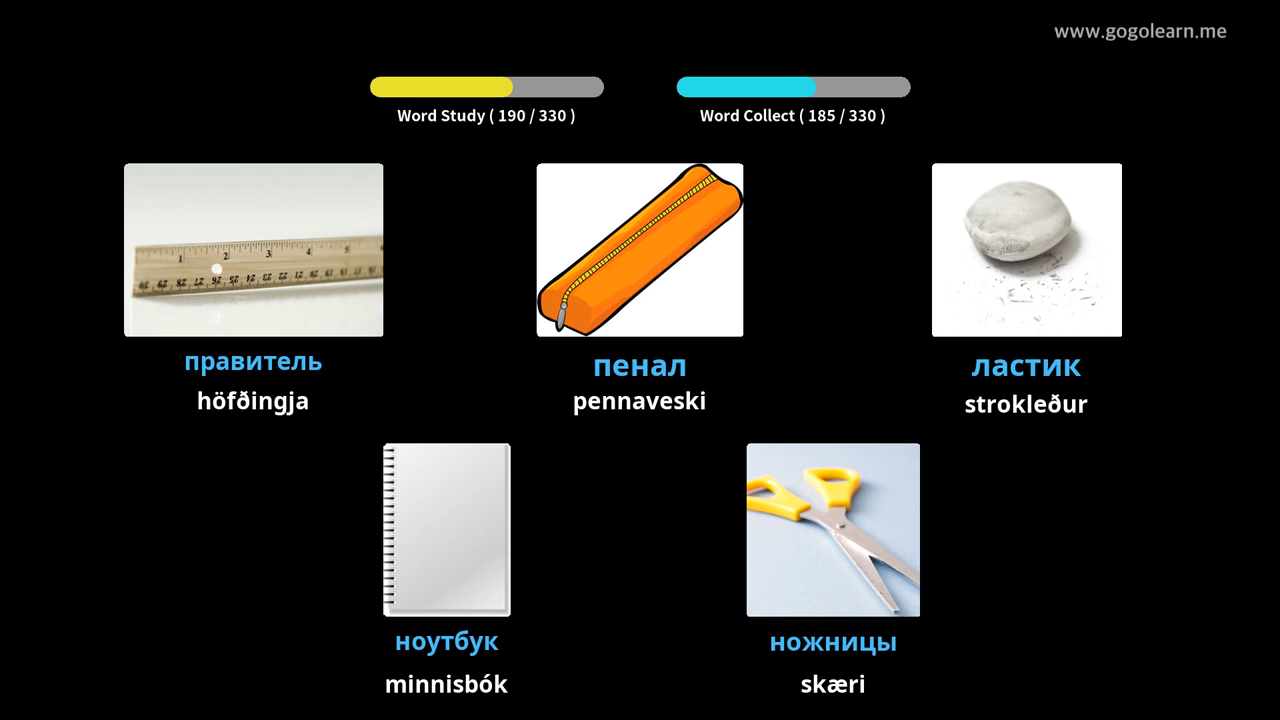 www.gogolearn.me
Word Study ( 190 / 330 )
Word Collect ( 185 / 330 )
правитель
höfðingja
пенал
pennaveski
ластик
strokleður
ноутбук
minnisbók
ножницы
skæri